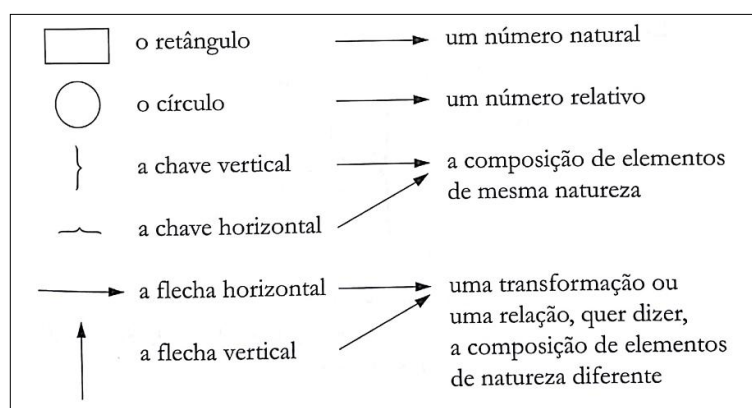 o retângulo um número natural
o círculo um número relativo
a chave vertical a composição de elementos
de mesma natureza
a chave horizontal
a flecha horizontal uma transformação ou
uma relação, quer dizer,
a flecha vertical a composição de elementos
de natureza diferente